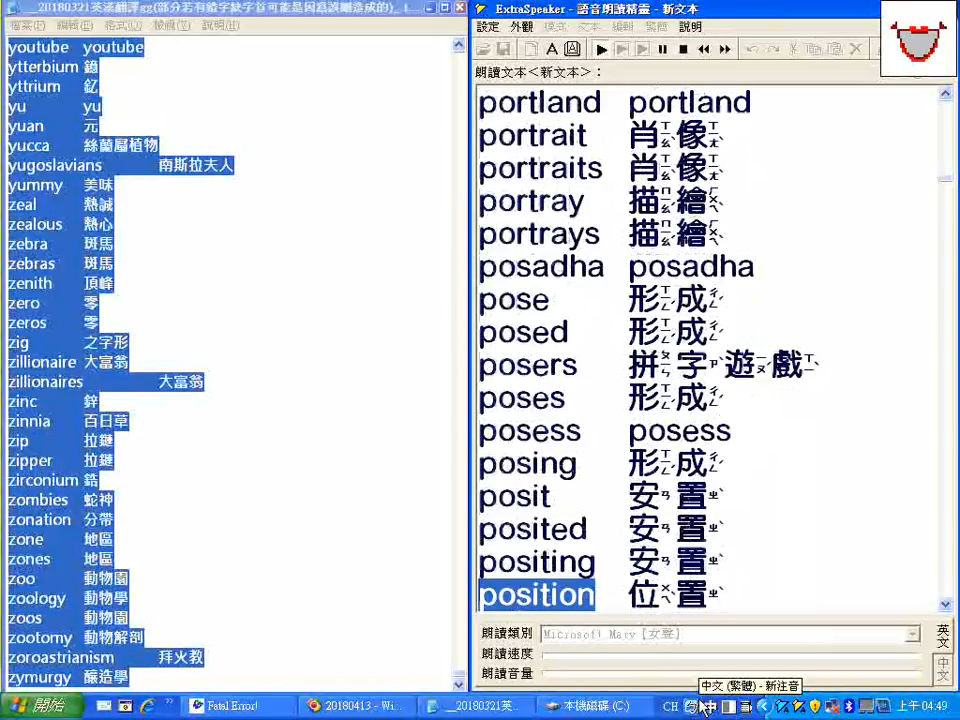 __20180321英漢翻譯gg(部分若有錯字缺字皆可能是因為誤刪造成的)_
檔案(F) 編輯(E) 格式(O) 檢視(V) 說明(H)
youtube youtube
ytterbium 鐿
yttrium 釔
yu yu
yuan 元
yucca 絲蘭屬植物
yugoslavians 南斯拉夫人
yummy 美味
zeal 熱誠
zealous 熱心
zebra 斑馬
zebras 斑馬
zenith 頂峰
zero 零
zeros 零
zig 之字形
zillionaire 大富翁
zillionaires 大富翁
zinc 鋅
zinnia 百日草
zip 拉鏈
zipper 拉鏈
zirconium 鋯
zombies 蛇神
zonation 分帶
zone 地區
zones 地區
zoo 動物園
zoology 動物學
zoos 動物園
zootomy 動物解剖
zoroastrianism 拜火教
zymurgy 釀造學
ExtraSpeaker - 語音朗讀精靈 - 新文本
設定 外觀 模式 文本 編輯 繁簡 說明
朗讀文本<新文本>：
portland portland
portrait 肖像
portraits 肖像
portray 描繪
portrays 描繪
posadha posadha
pose 形成
posed 形成
posers 拼字遊戲
poses 形成
posess posess
posing 形成
posit 安置
posited 安置
positing 安置
position 位置
朗讀類別 Microsoft Mary【女聲】
朗讀速度
朗讀音量
英文
中文
中文 (繁體) - 新注音
開始
Fatal Error!
20180413 - Wi...
__20180321英...
本機磁碟 (C:)
CH
上午 04:49